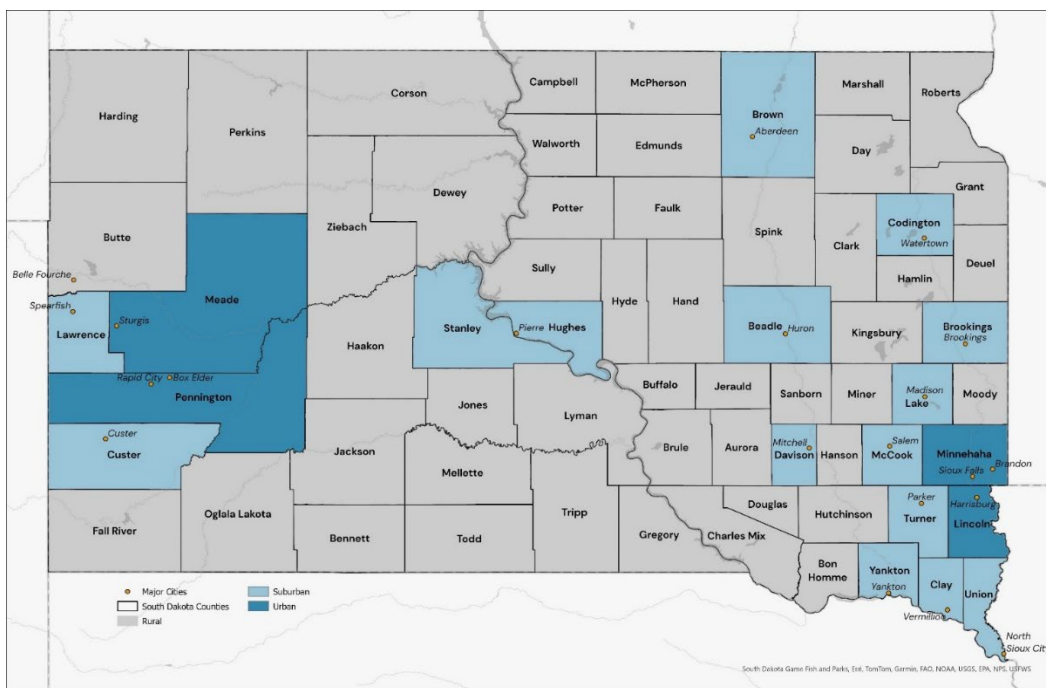 Campbell
McPherson
Marshall
Roberts
Corson
Harding
Perkins
Brown
Aberdeen
Walworth
Edmunds
Day
Dewey
Grant
Potter
Faulk
Codington
Watertown
Ziebach
Spink
Clark
Butte
Deuel
Sully
Hamlin
Belle Fourche
Hyde
Hand
Meade
Spearfish
Sturgis
Lawrence
Stanley
Pierre
Hughes
Beadle
Huron
Kingsbury
Brookings
Brookings
Haakon
Rapid City
Box Elder
Pennington
Buffalo
Jerauld
Sanborn
Miner
Madison
Lake
Moody
Jones
Lyman
Custer
Custer
Jackson
Brule
Aurora
Mitchell
Davison
Hanson
Salem
McCook
Minnehaha
Sioux Falls
Brandon
Mellette
Parker
Turner
Harrisburg
Lincoln
Fall River
Oglala Lakota
Tripp
Douglas
Hutchinson
Bennett
Todd
Gregory
Charles Mix
Bon
Homme
Yankton
Yankton
Clay
Vermillion
Union
North
Sioux City
Major Cities
South Dakota Counties
Rural
Suburban
Urban
South Dakota Game Fish and Parks, Esri, TomTom, Garmin, FAO, NOAA, USGS, EPA, NPS, USFWS